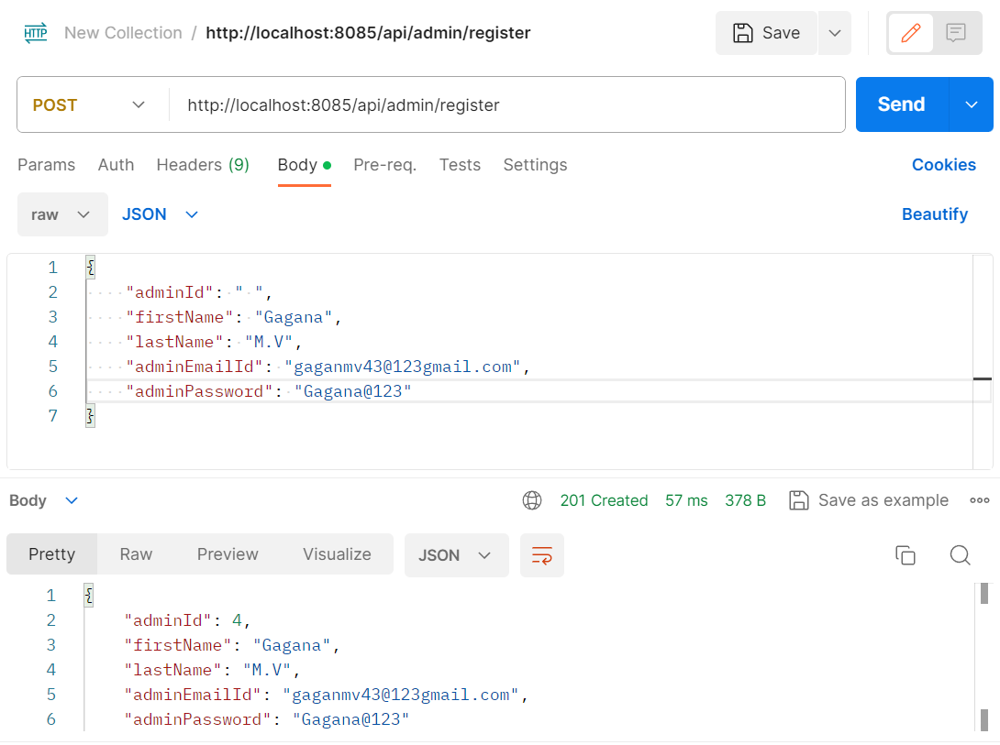 HTTP New Collection / http://localhost:8085/api/admin/register Save
POST http://localhost:8085/api/admin/register Send
Params Auth Headers (9) Body Pre-req. Tests Settings Cookies
raw JSON Beautify
1 {
2 "adminId": " ",
3 "firstName": "Gagana",
4 "lastName": "M.V",
5 "adminEmailId": "gaganmv43@123gmail.com",
6 "adminPassword": "Gagana@123"
7 }
Body 201 Created 57 ms 378 B Save as example
Pretty Raw Preview Visualize JSON
1 {
2 "adminId": 4,
3 "firstName": "Gagana",
4 "lastName": "M.V",
5 "adminEmailId": "gaganmv43@123gmail.com",
6 "adminPassword": "Gagana@123"